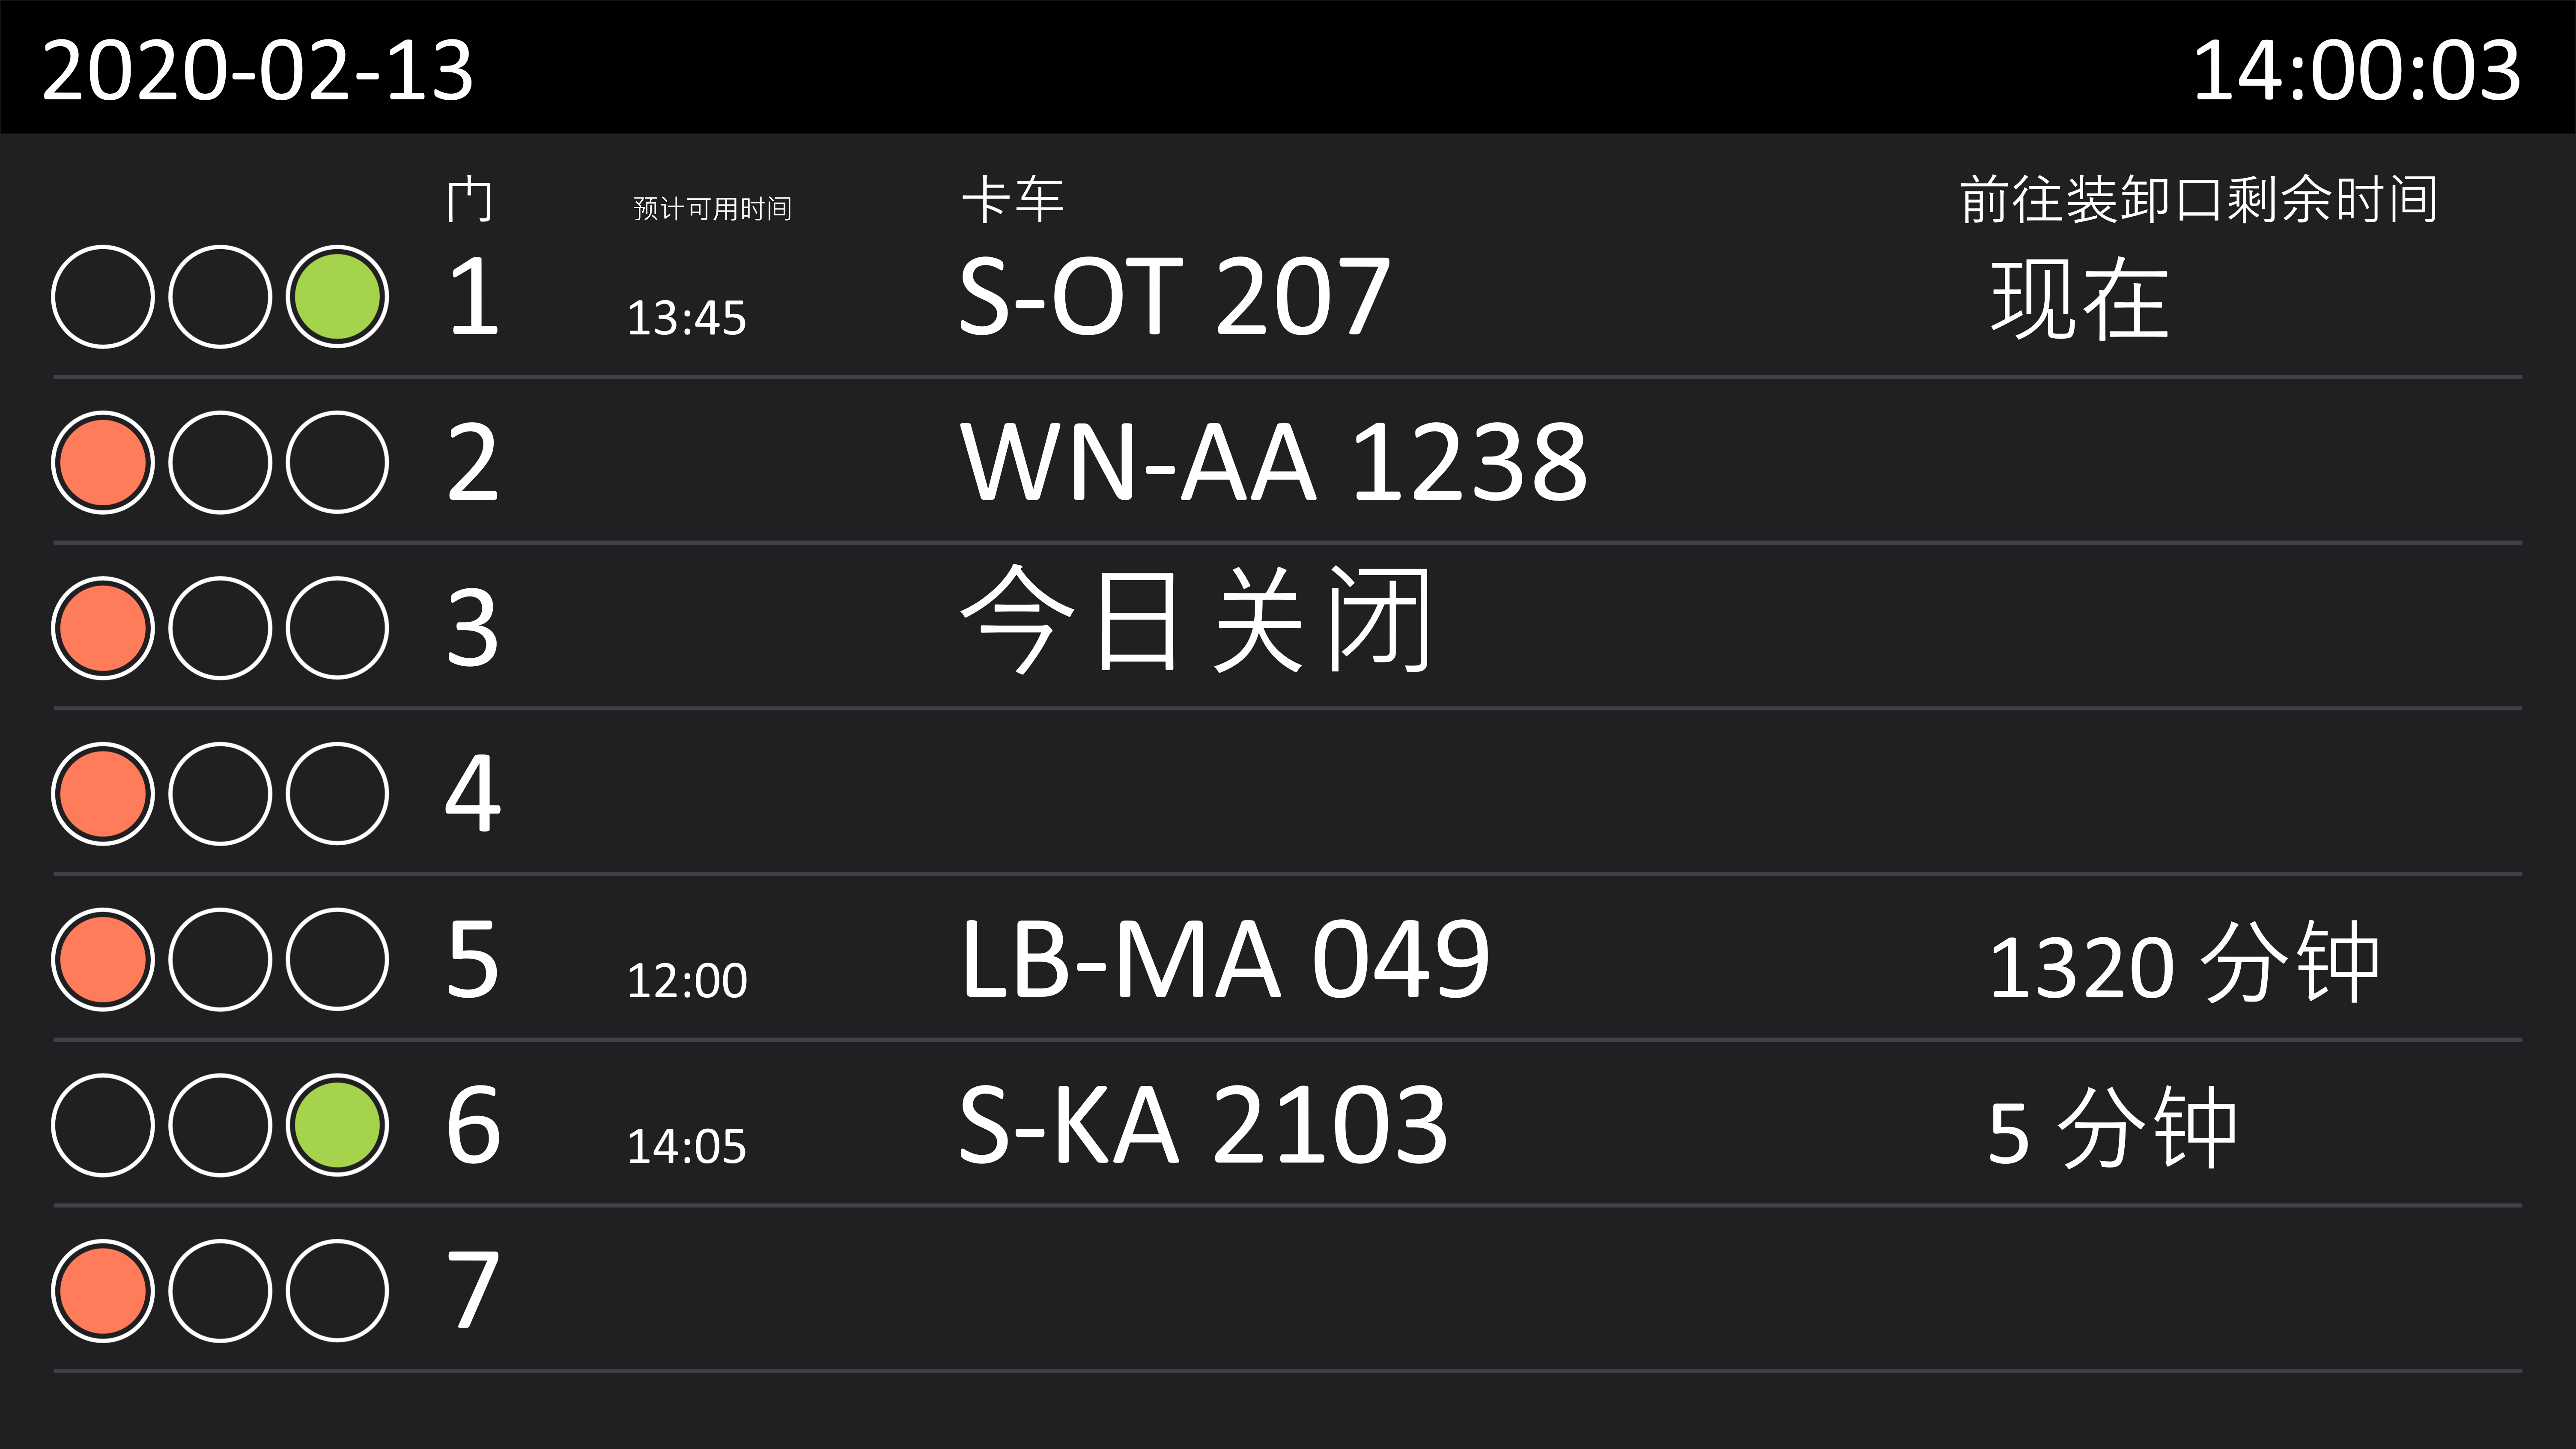 2020-02-13 14:00:03
门 预计可用时间 卡车 前往装卸口剩余时间
1 13:45 S-OT 207 现在
2 WN-AA 1238
3 今日关闭
4
5 12:00 LB-MA 049 1320 分钟
6 14:05 S-KA 2103 5 分钟
7